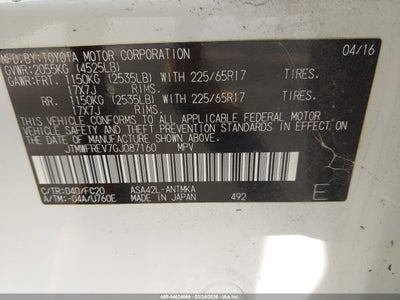 MFD.BY:TOYOTA MOTOR CORPORATION 04/16
GVWR:2055KG (4525LB)
GAWR:FRT. 1150KG (2535LB) WITH 225/65R17 TIRES.
17X7J RIMS.
RR. 1150KG (2535LB) WITH 225/65R17 TIRES.
17X7J RIMS.
THIS VEHICLE CONFORMS TO ALL APPLICABLE FEDERAL MOTOR
VEHICLE SAFETY AND THEFT PREVENTION STANDARDS IN EFFECT
ON THE DATE OF MANUFACTURE SHOWN ABOVE.
JTMWFREV7GJ087160 MPV
C/TR:040/FC20 ASA42L-ANTMKA
A/TM:-04A/U760E MADE IN JAPAN 492
E